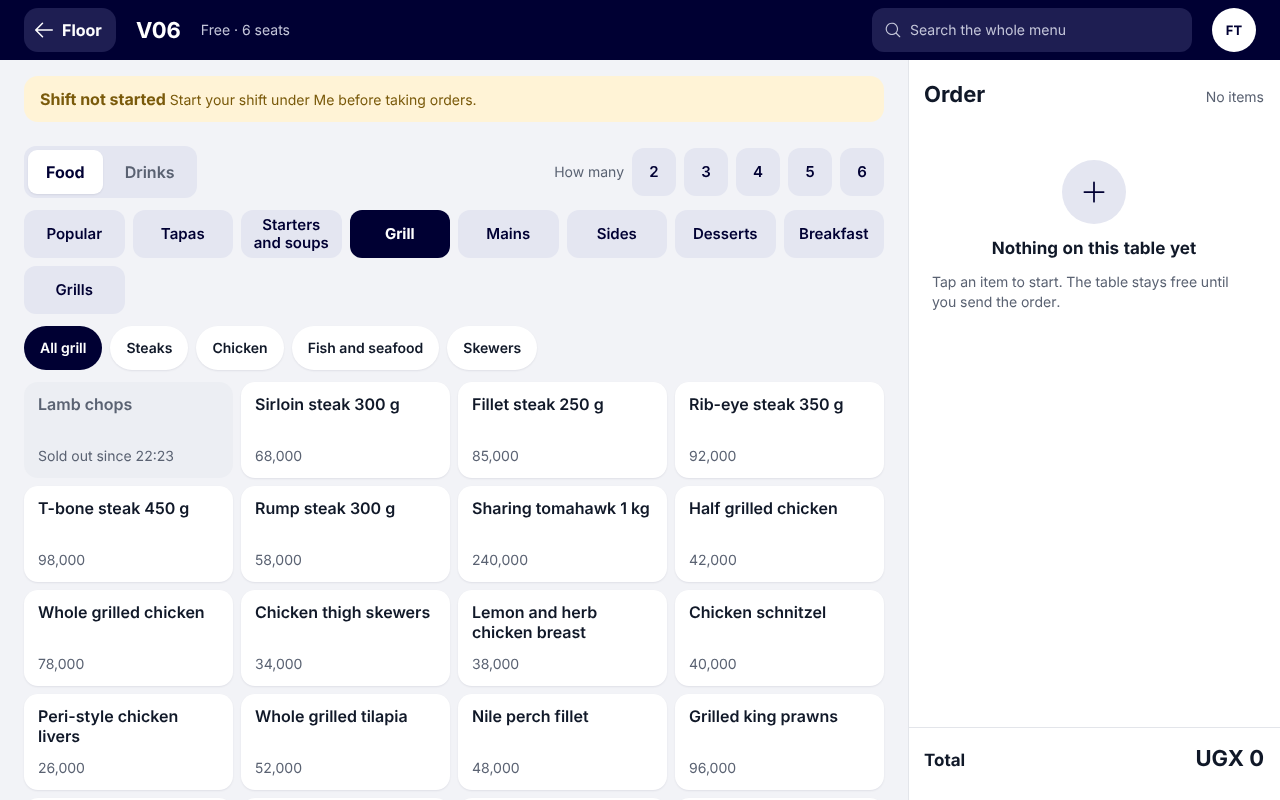 Floor
V06
Free · 6 seats
Search the whole menu
FT
Shift not started Start your shift under Me before taking orders.
Food
Drinks
How many
2
3
4
5
6
Popular
Tapas
Starters
and soups
Grill
Mains
Sides
Desserts
Breakfast
Grills
All grill
Steaks
Chicken
Fish and seafood
Skewers
Lamb chops
Sold out since 22:23
Sirloin steak 300 g
68,000
Fillet steak 250 g
85,000
Rib-eye steak 350 g
92,000
T-bone steak 450 g
98,000
Rump steak 300 g
58,000
Sharing tomahawk 1 kg
240,000
Half grilled chicken
42,000
Whole grilled chicken
78,000
Chicken thigh skewers
34,000
Lemon and herb
chicken breast
38,000
Chicken schnitzel
40,000
Peri-style chicken
livers
26,000
Whole grilled tilapia
52,000
Nile perch fillet
48,000
Grilled king prawns
96,000
Order
No items
Nothing on this table yet
Tap an item to start. The table stays free until
you send the order.
Total
UGX 0